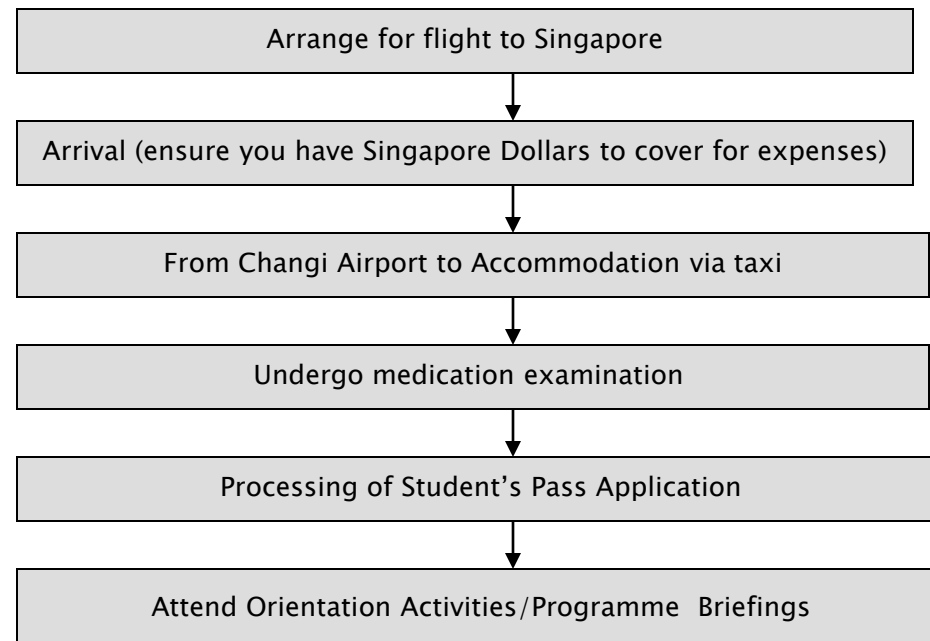 Arrange for flight to Singapore
Arrival (ensure you have Singapore Dollars to cover for expenses)
From Changi Airport to Accommodation via taxi
Undergo medication examination
Processing of Student’s Pass Application
Attend Orientation Activities/Programme  Briefings